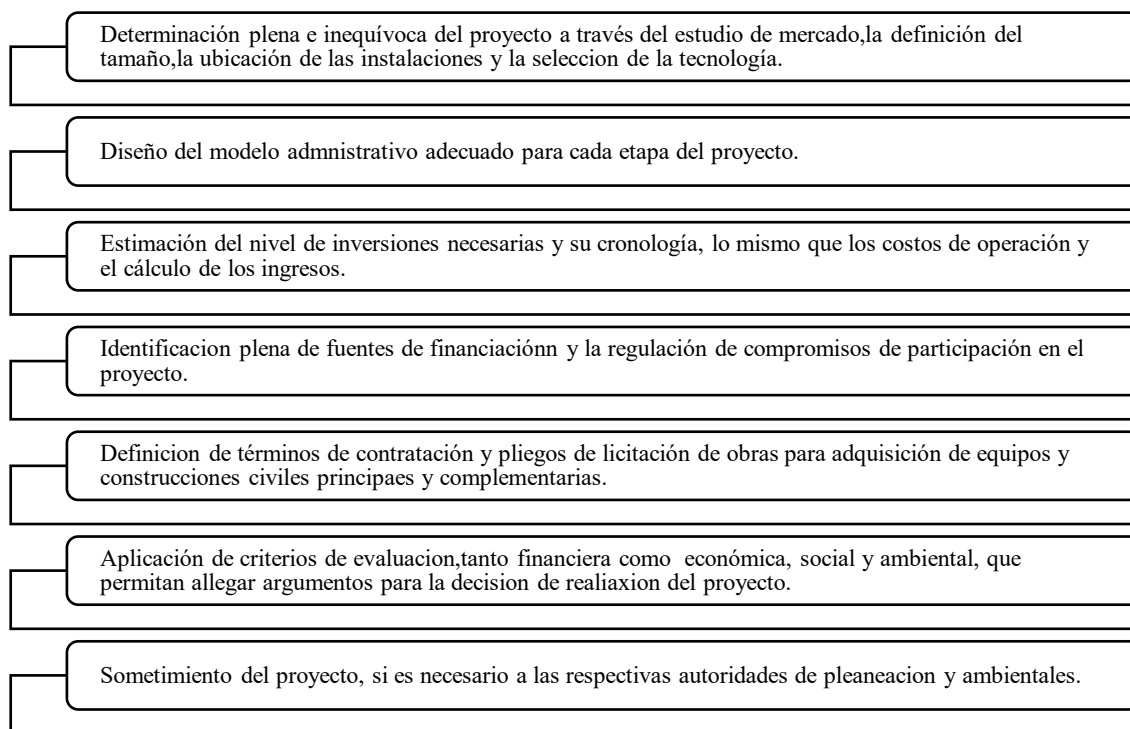 Determinación plena e inequívoca del proyecto a través del estudio de mercado,la definición del
tamaño,la ubicación de las instalaciones y la seleccion de la tecnología.
Diseño del modelo admnistrativo adecuado para cada etapa del proyecto.
Estimación del nivel de inversiones necesarias y su cronología, lo mismo que los costos de operación y
el cálculo de los ingresos.
Identificacion plena de fuentes de financiaciónn y la regulación de compromisos de participación en el
proyecto.
Definicion de términos de contratación y pliegos de licitación de obras para adquisición de equipos y
construcciones civiles principaes y complementarias.
Aplicación de criterios de evaluacion,tanto financiera como  económica, social y ambiental, que
permitan allegar argumentos para la decision de realiaxion del proyecto.
Sometimiento del proyecto, si es necesario a las respectivas autoridades de pleaneacion y ambientales.